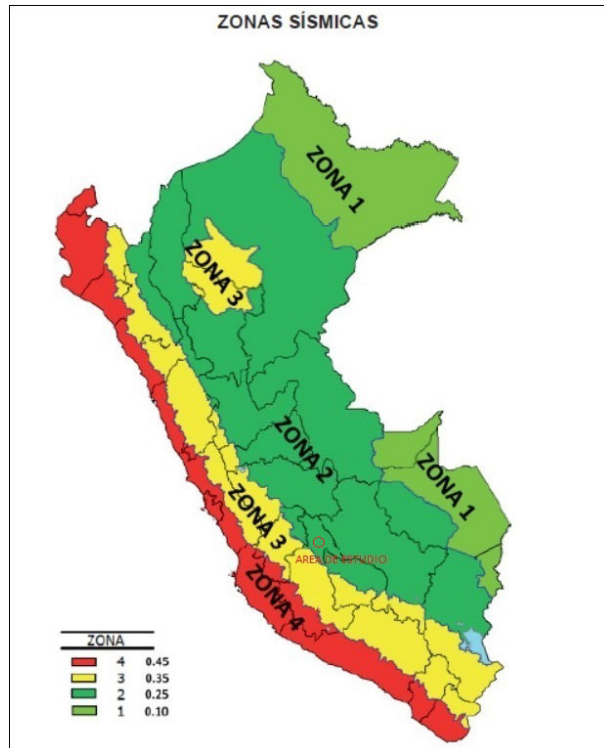 ZONAS SÍSMICAS
ZONA 1
ZONA 3
ZONA 2
ZONA 1
ZONA 3
AREA DE ESTUDIO
ZONA 4
ZONA
4 0.45
3 0.35
2 0.25
1 0.10